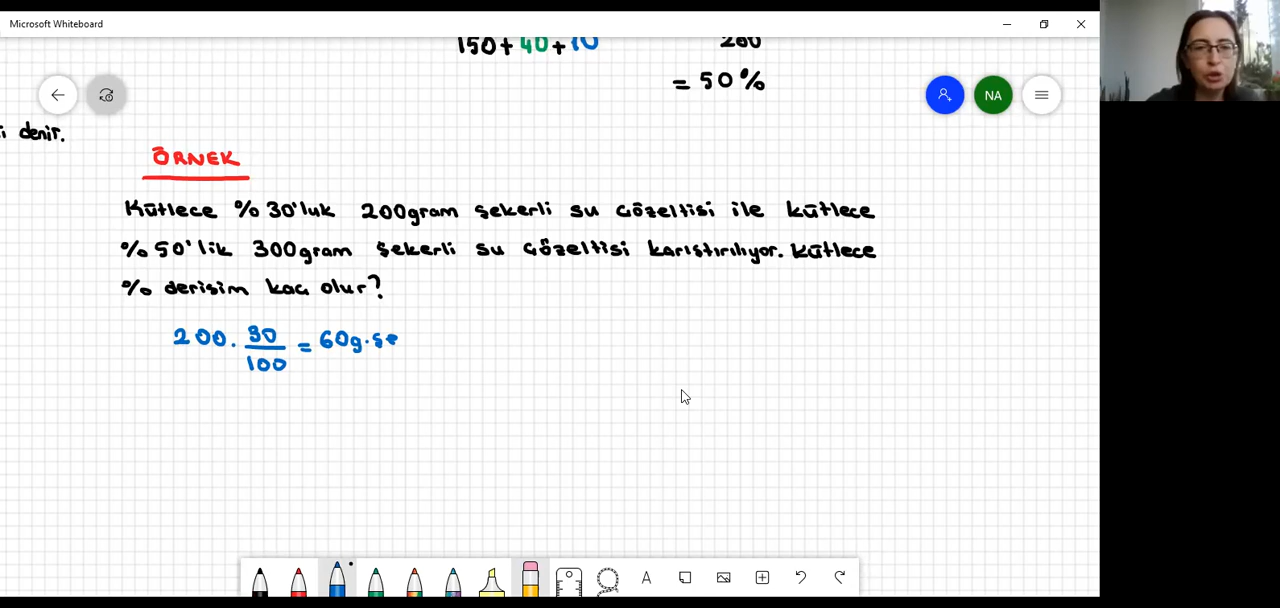 Microsoft Whiteboard
150+40+10
200
= 50%
i denir.
NA
ÖRNEK
Kütlece % 30'luk 200gram şekerli su çözeltisi ile kütlece
% 50'lik 300gram şekerli su çözeltisi karıştırılıyor. Kütlece
% derişim kaç olur?
200 . 30/100 = 60g.şe
A